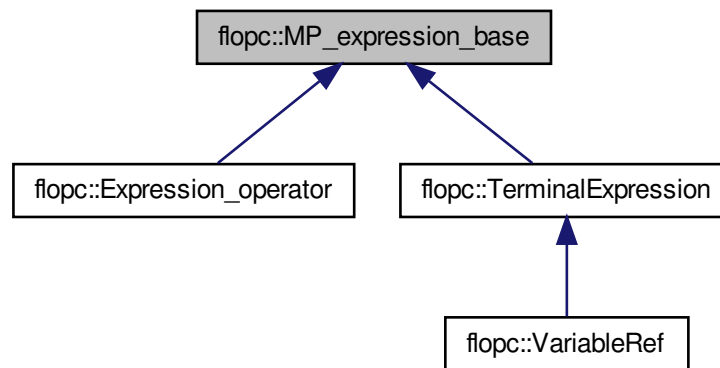 flopc::MP_expression_base
flopc::Expression_operator
flopc::TerminalExpression
flopc::VariableRef